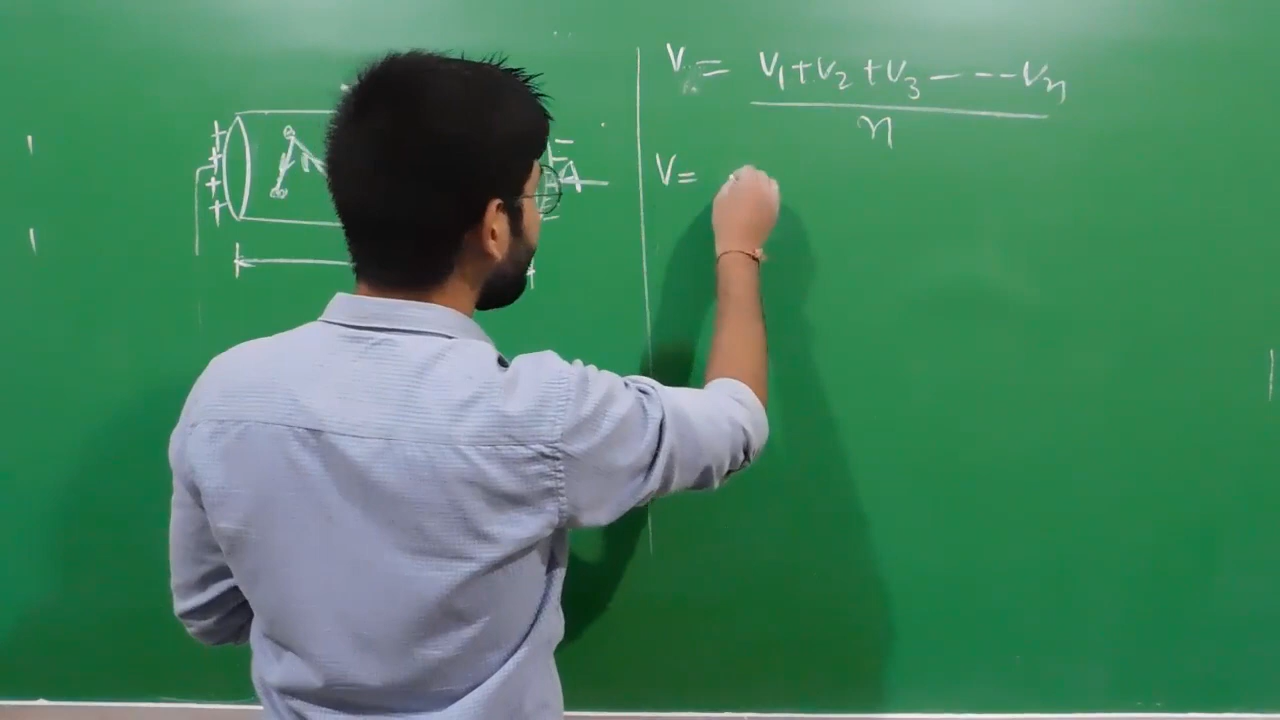 V = V₁+V₂+V₃-----Vn
n
V=
+
+
+
+
A